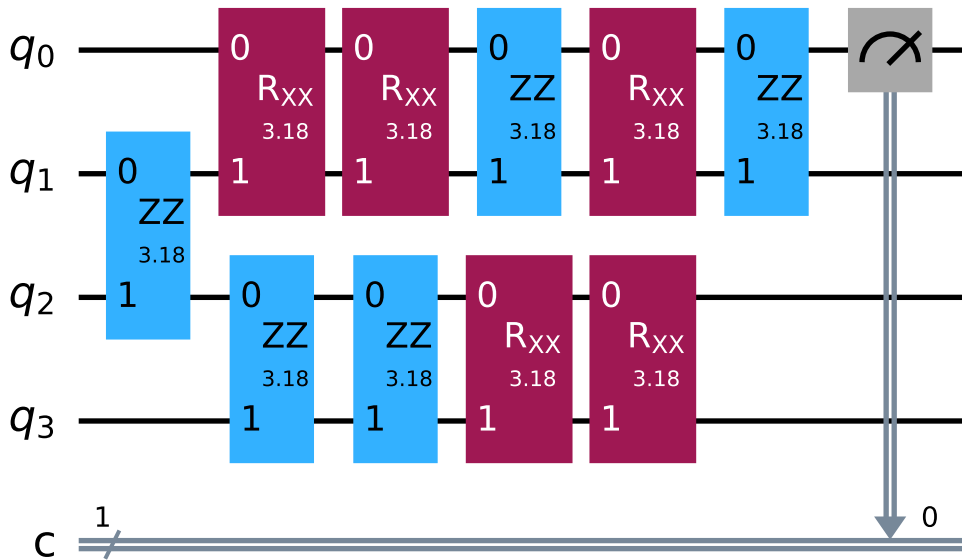 q0 0 0 0 0 0
RXX RXX ZZ RXX ZZ
3.18 3.18 3.18 3.18 3.18
q1 0 1 1 1 1 1
ZZ
3.18
q2 1 0 0 0 0
ZZ ZZ RXX RXX
3.18 3.18 3.18 3.18
q3 1 1 1 1
1 0
c